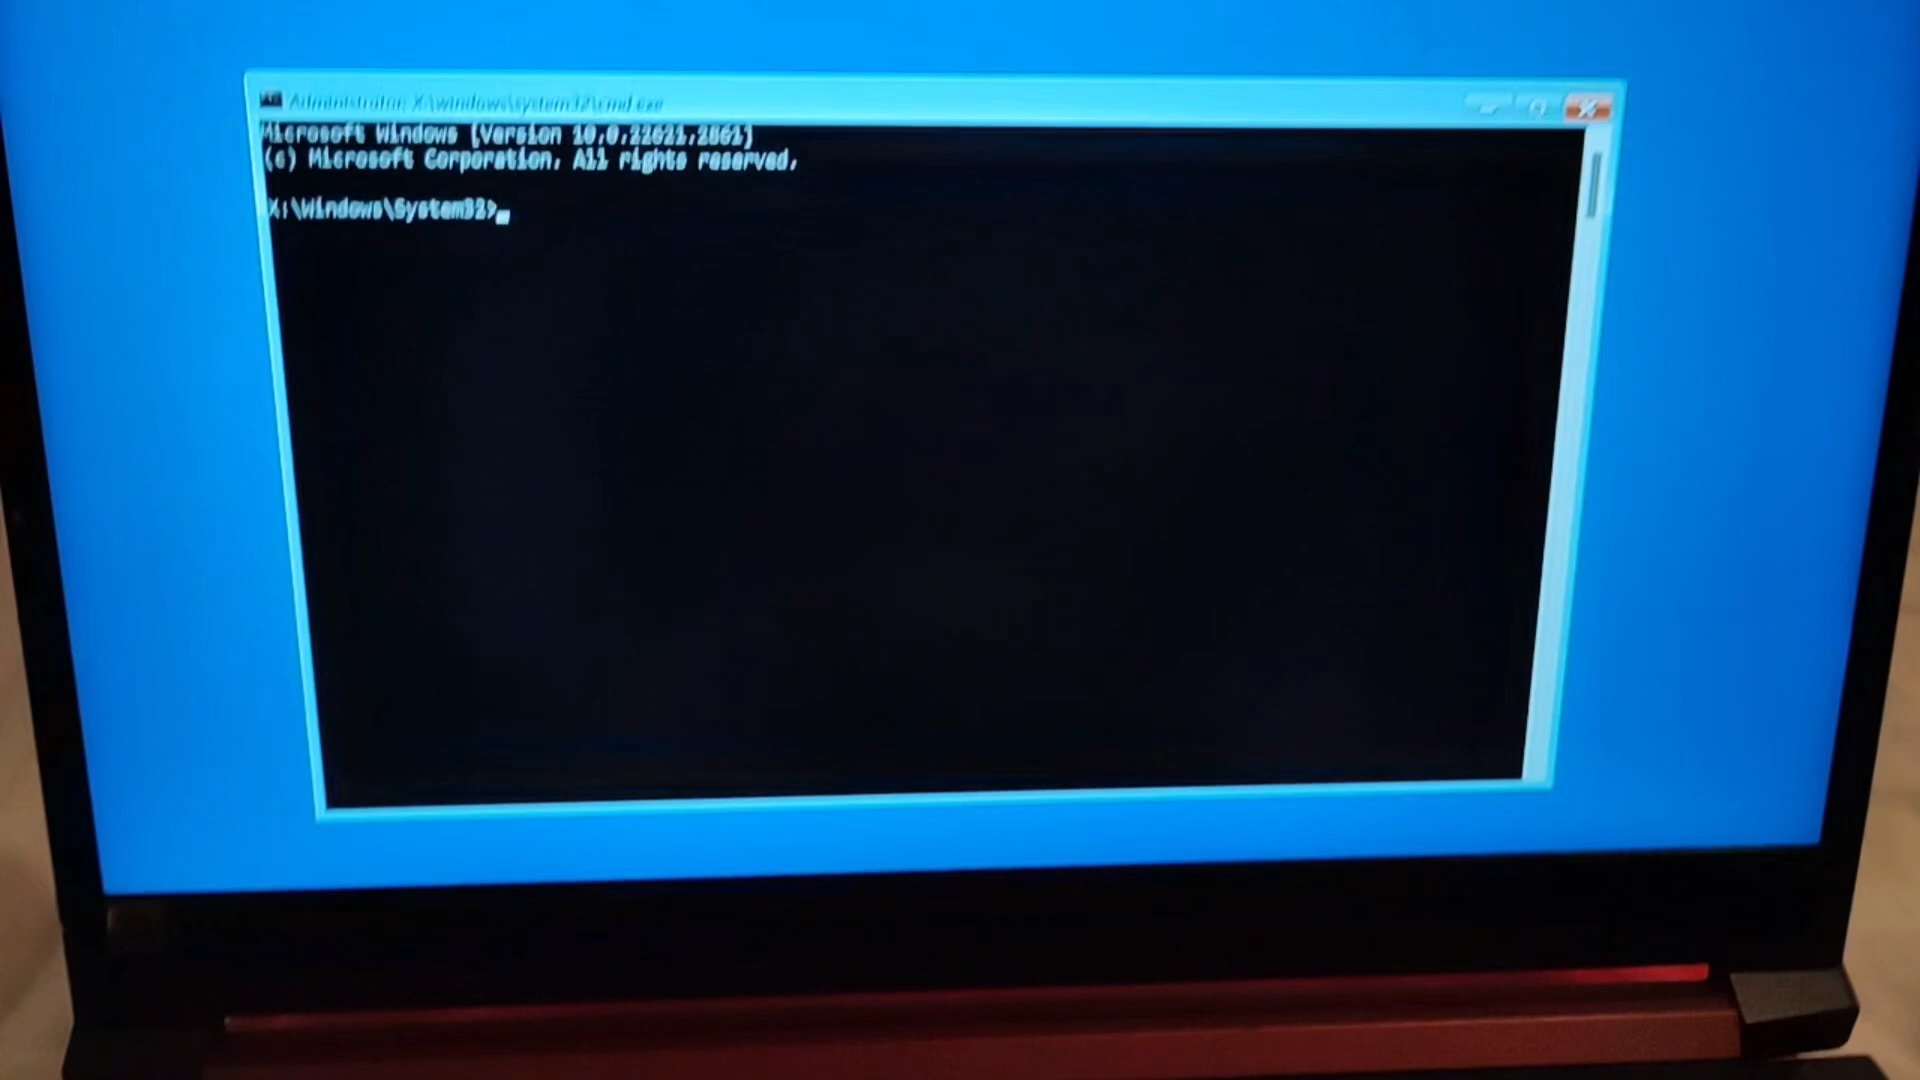 Administrator: X:\windows\system32\cmd.exe
Microsoft Windows [Version 10.0.22621.2861]
(c) Microsoft Corporation. All rights reserved.
X:\Windows\System32>